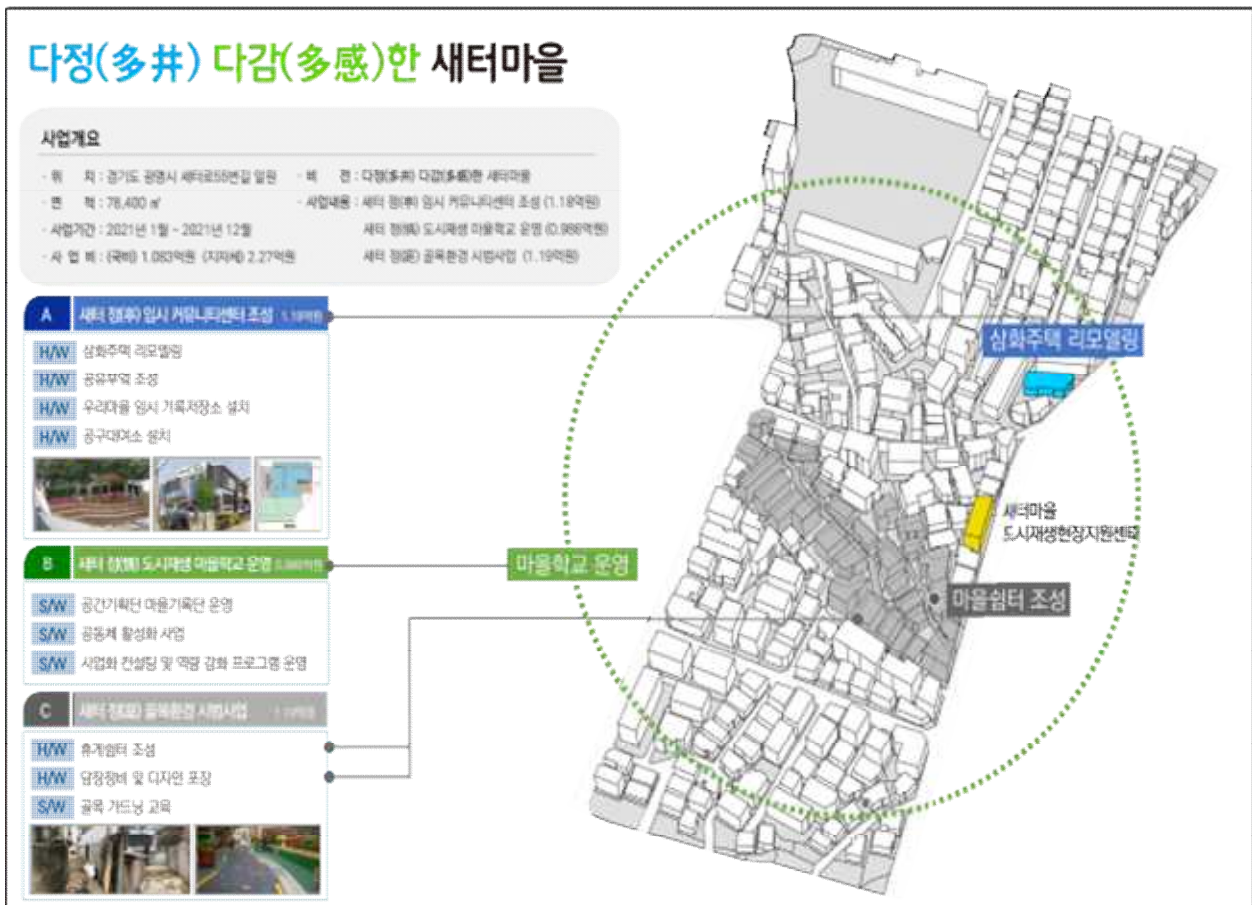 다정(多井) 다감(多感)한 새터마을
사업개요
· 위 치 : 경기도 광명시 새터로55번길 일원
· 면 적 : 78,400 ㎡
· 사업기간 : 2021년 1월 ~ 2021년 12월
· 사 업 비 : (국비) 1.083억원 (지자체) 2.27억원
· 비 전 : 다정(多井) 다감(多感)한 새터마을
· 사업내용 : 새터 정( ) 임시 커뮤니티센터 조성 (1.18억원)
새터 정(情) 도시재생 마을학교 운영 (0.986억원)
새터 정( ) 골목환경 시범사업 (1.19억원)
A 새터 정( ) 임시 커뮤니티센터 조성 1.18억원
H/W 삼화주택 리모델링
H/W 공유부엌 조성
H/W 우리마을 임시 기록저장소 설치
H/W 공구대여소 설치
B 새터 정(情) 도시재생 마을학교 운영 0.986억원
S/W 공간기획단 마을기록단 운영
S/W 공동체 활성화 사업
S/W 사업화 컨설팅 및 역량 강화 프로그램 운영
C 새터 정( ) 골목환경 시범사업 1.19억원
H/W 휴게쉼터 조성
H/W 담장정비 및 디자인 포장
S/W 골목 가드닝 교육
삼화주택 리모델링
새터마을
도시재생현장지원센터
마을학교 운영
마을쉼터 조성